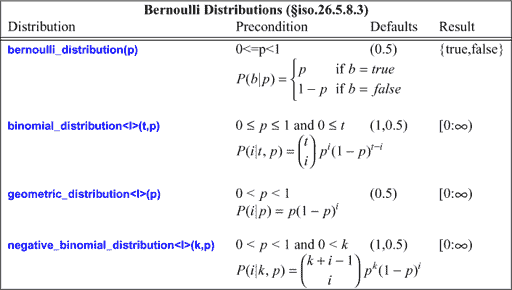 Bernoulli Distributions (§iso.26.5.8.3)
Distribution Precondition Defaults Result
bernoulli_distribution(p) 0<=p<1 (0.5) {true,false}
P(b|p) = { p if b = true
1 − p if b = false
binomial_distribution<I>(t,p) 0 ≤ p ≤ 1 and 0 ≤ t (1,0.5) [0:∞)
P(i|t, p) = (t i) pⁱ(1 − p)ᵗ⁻ⁱ
geometric_distribution<I>(p) 0 < p < 1 (0.5) [0:∞)
P(i|p) = p(1 − p)ⁱ
negative_binomial_distribution<I>(k,p) 0 < p < 1 and 0 < k (1,0.5) [0:∞)
P(i|k, p) = (k + i − 1 i) pᵏ(1 − p)ⁱ